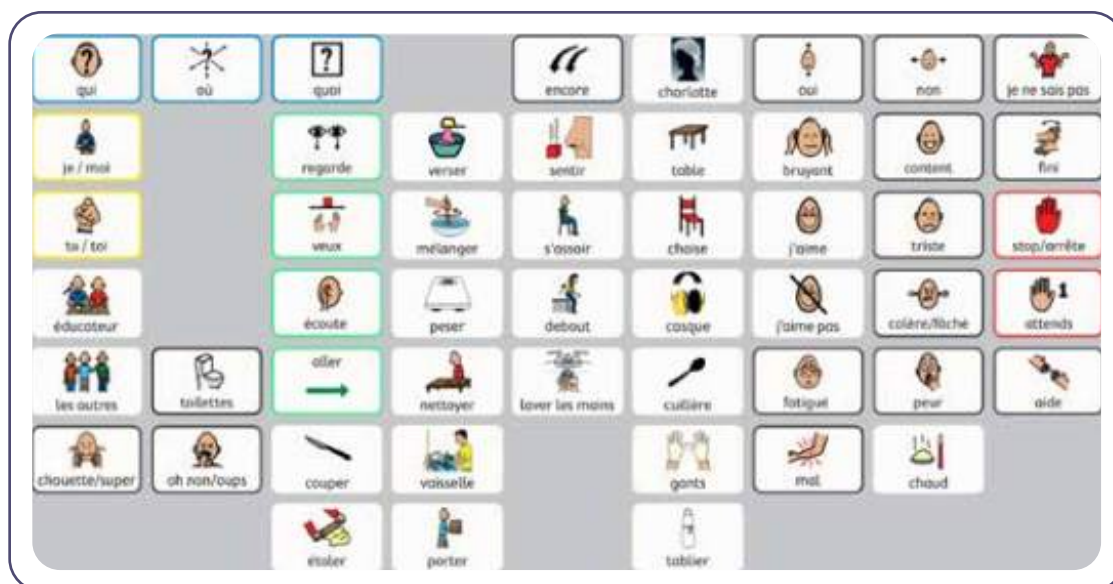 qui
où
quoi
encore
charlotte
oui
non
je ne sais pas
je / moi
regarde
verser
sentir
table
bruyant
content
fini
tu / toi
veux
mélanger
s'assoir
chaise
j'aime
triste
stop/arrête
éducateur
écoute
peser
debout
casque
j'aime pas
colère/fâché
1
attends
les autres
toilettes
aller
nettoyer
laver les mains
cuillère
fatigué
peur
aide
chouette/super
oh non/oups
couper
vaisselle
gants
mal
chaud
étaler
porter
tablier